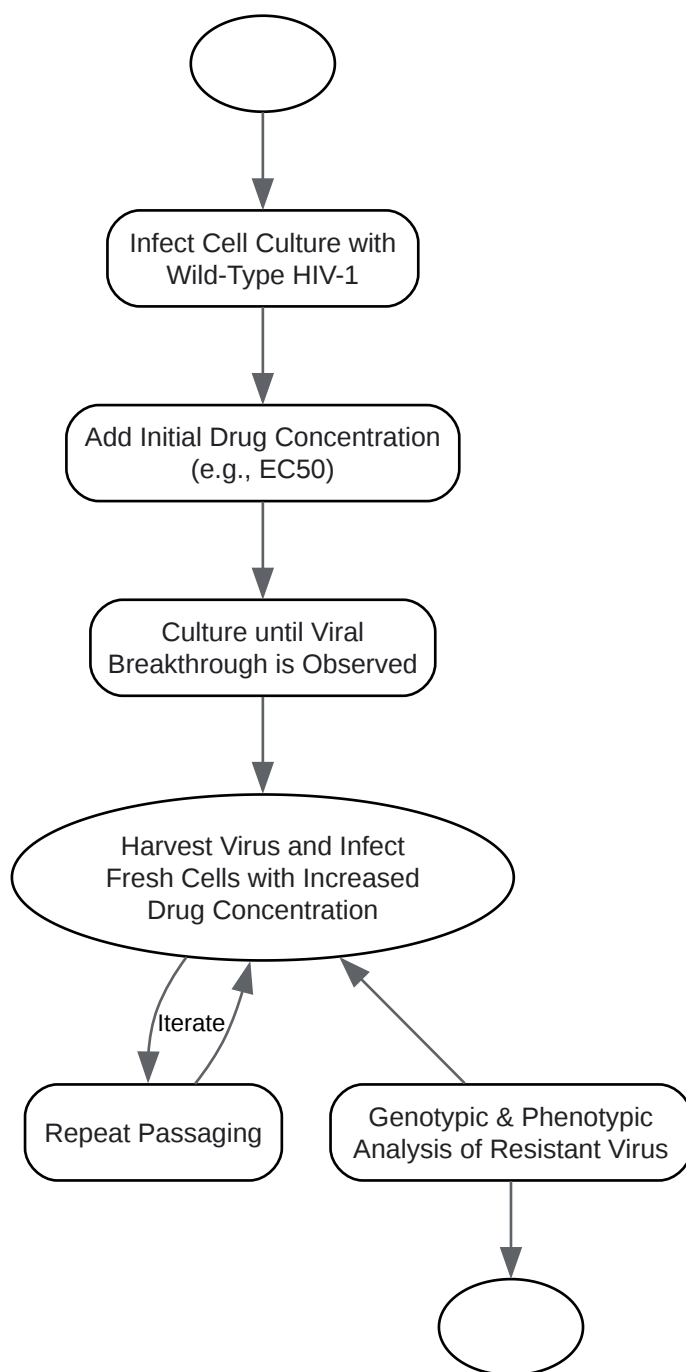 Infect Cell Culture with
Wild-Type HIV-1
Add Initial Drug Concentration
(e.g., EC50)
Culture until Viral
Breakthrough is Observed
Harvest Virus and Infect
Fresh Cells with Increased
Drug Concentration
Iterate
Repeat Passaging
Genotypic & Phenotypic
Analysis of Resistant Virus